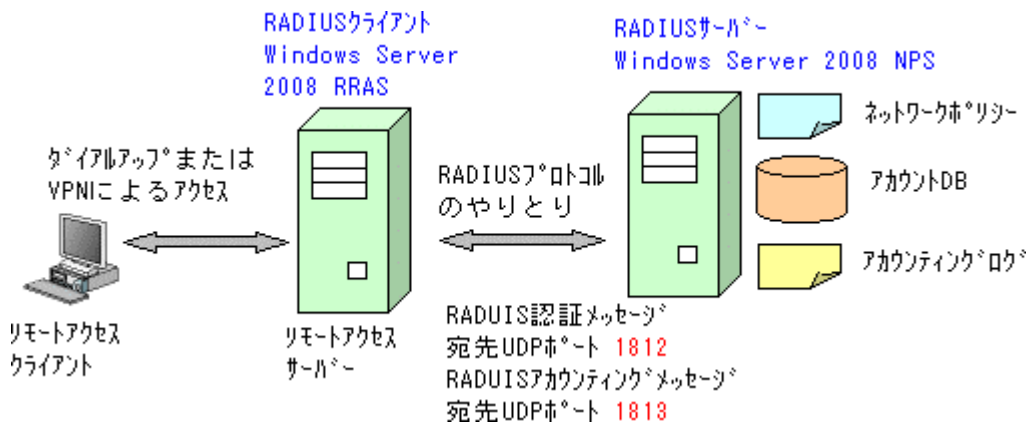 RADIUSｸﾗｲｱﾝﾄ
Windows Server
2008 RRAS
RADIUSｻｰﾊﾞｰ
Windows Server 2008 NPS
ﾈｯﾄﾜｰｸﾎﾟﾘｼｰ
ｱｶｳﾝﾄDB
ｱｶｳﾝﾃｨﾝｸﾞﾛｸﾞ
ﾀﾞｲｱﾙｱｯﾌﾟまたは
VPNによるｱｸｾｽ
RADIUSﾌﾟﾛﾄｺﾙ
のやりとり
ﾘﾓｰﾄｱｸｾｽ
ｸﾗｲｱﾝﾄ
ﾘﾓｰﾄｱｸｾｽ
ｻｰﾊﾞｰ
RADUIS認証ﾒｯｾｰｼﾞ
宛先UDPﾎﾟｰﾄ 1812
RADUISｱｶｳﾝﾃｨﾝｸﾞﾒｯｾｰｼﾞ
宛先UDPﾎﾟｰﾄ 1813